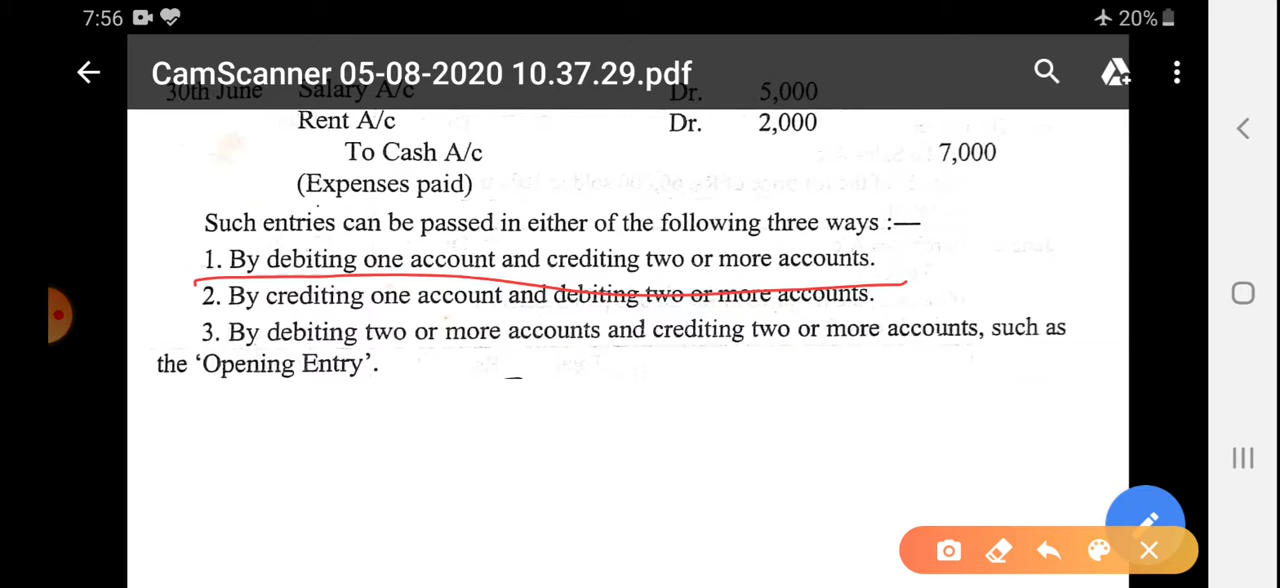 7:56
20%
CamScanner 05-08-2020 10.37.29.pdf
30th June Salary A/c Dr. 5,000
Rent A/c Dr. 2,000
To Cash A/c 7,000
(Expenses paid)
Such entries can be passed in either of the following three ways :—
1. By debiting one account and crediting two or more accounts.
2. By crediting one account and debiting two or more accounts.
3. By debiting two or more accounts and crediting two or more accounts, such as
the ‘Opening Entry’.